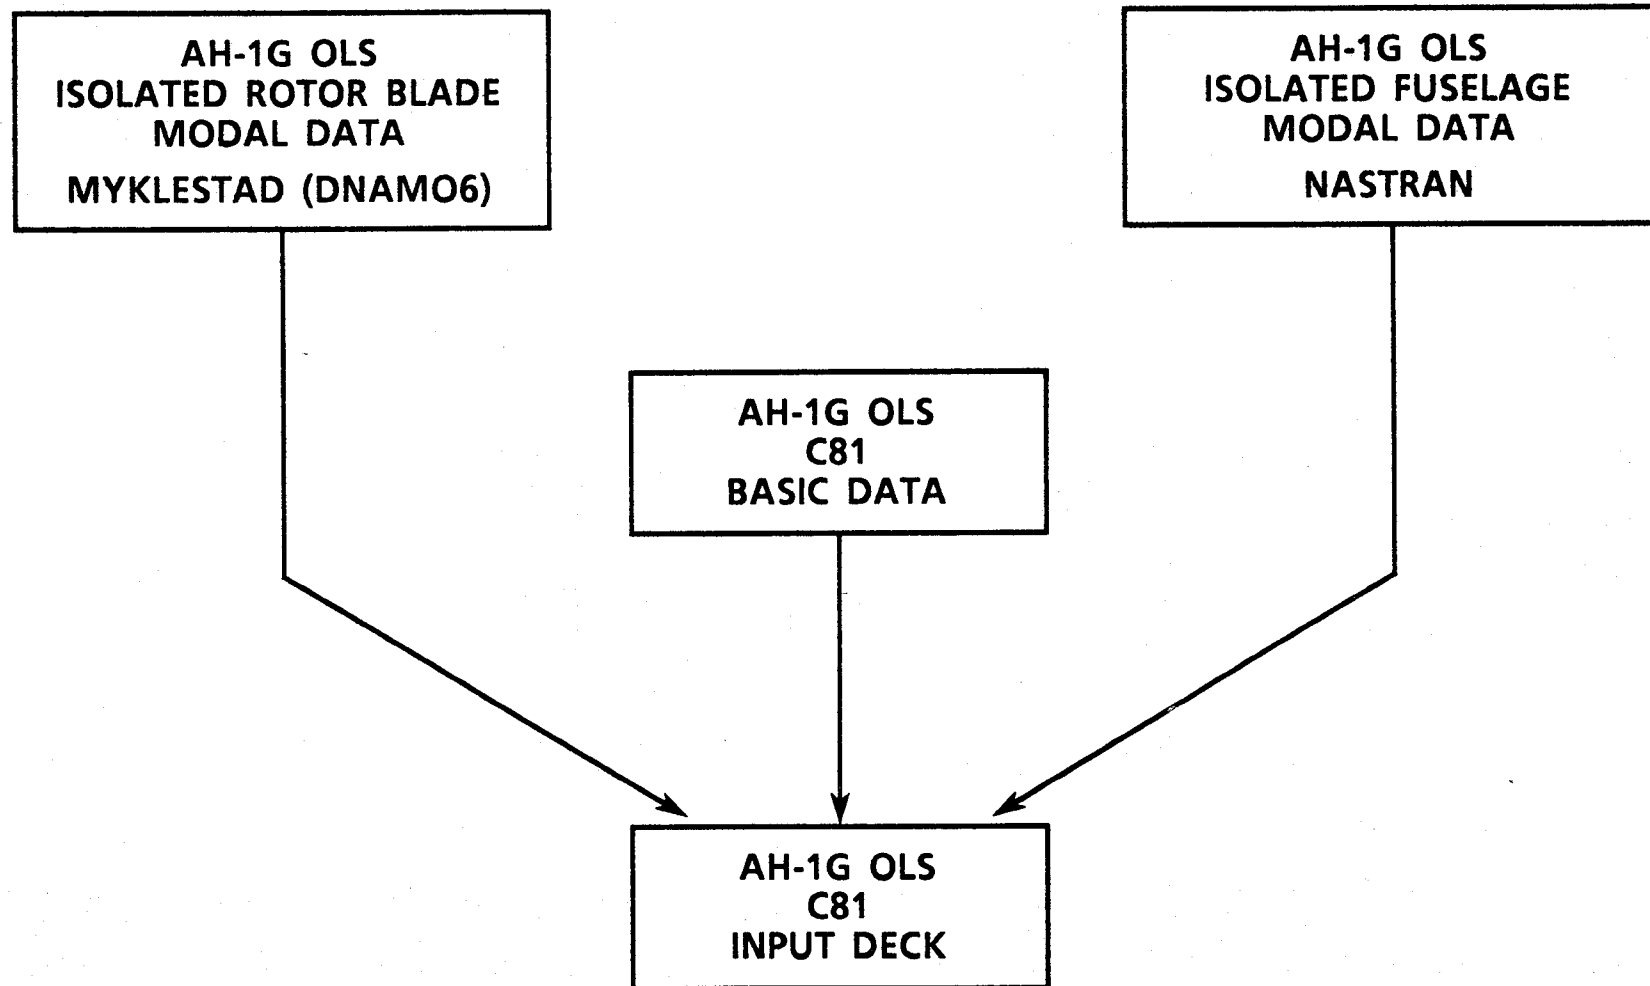 AH-1G OLS
ISOLATED ROTOR BLADE
MODAL DATA
MYKLESTAD (DNAMO6)
AH-1G OLS
ISOLATED FUSELAGE
MODAL DATA
NASTRAN
AH-1G OLS
C81
BASIC DATA
AH-1G OLS
C81
INPUT DECK